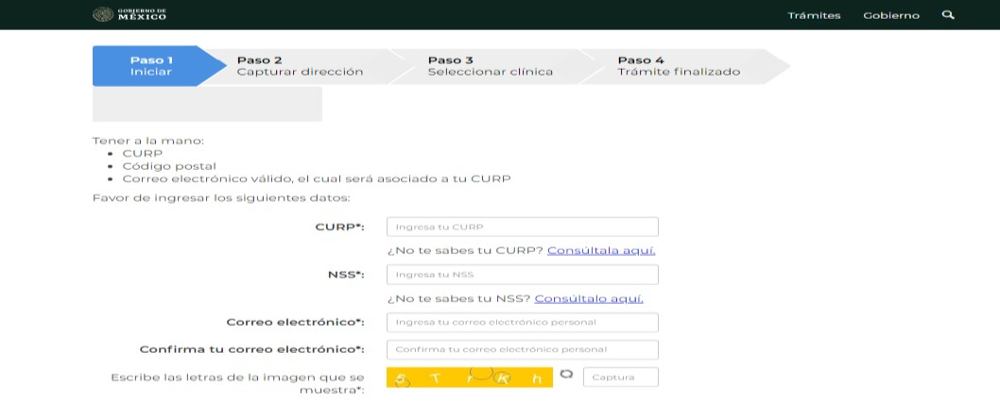 GOBIERNO DE
MÉXICO
Trámites
Gobierno
Paso 1
Iniciar
Paso 2
Capturar dirección
Paso 3
Seleccionar clínica
Paso 4
Trámite finalizado
Tener a la mano:
• CURP
• Código postal
• Correo electrónico válido, el cual será asociado a tu CURP
Favor de ingresar los siguientes datos:
CURP*:
Ingresa tu CURP
¿No te sabes tu CURP? Consúltala aquí.
NSS*:
Ingresa tu NSS
¿No te sabes tu NSS? Consúltalo aquí.
Correo electrónico*:
Ingresa tu correo electrónico personal
Confirma tu correo electrónico*:
Confirma tu correo electrónico personal
Escribe las letras de la imagen que se
muestra*:
Captura